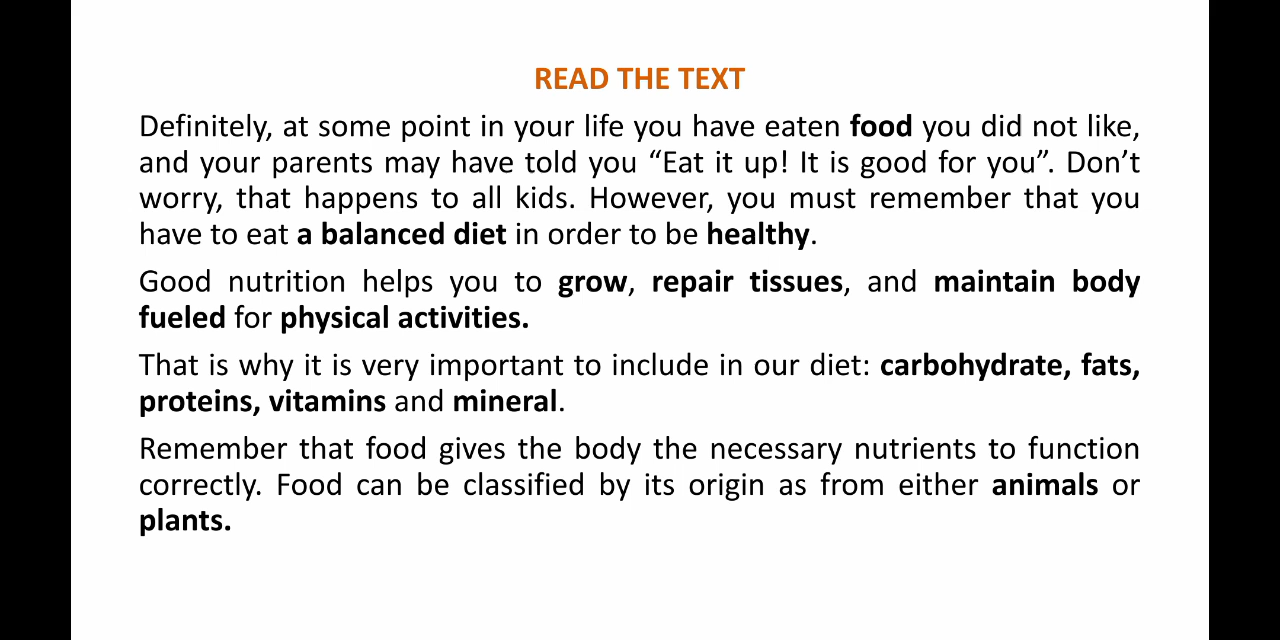 READ THE TEXT
Definitely, at some point in your life you have eaten food you did not like,
and your parents may have told you “Eat it up! It is good for you”. Don’t
worry, that happens to all kids. However, you must remember that you
have to eat a balanced diet in order to be healthy.
Good nutrition helps you to grow, repair tissues, and maintain body
fueled for physical activities.
That is why it is very important to include in our diet: carbohydrate, fats,
proteins, vitamins and mineral.
Remember that food gives the body the necessary nutrients to function
correctly. Food can be classified by its origin as from either animals or
plants.